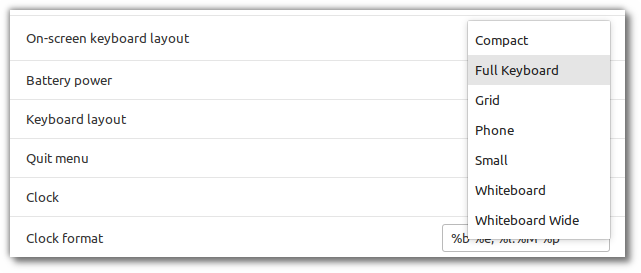 On-screen keyboard layout
Battery power
Keyboard layout
Quit menu
Clock
Clock format
Compact
Full Keyboard
Grid
Phone
Small
Whiteboard
Whiteboard Wide